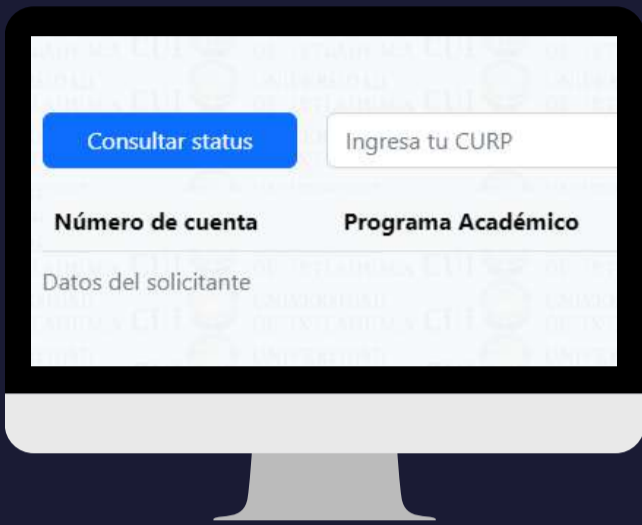 Consultar status
Ingresa tu CURP
Número de cuenta
Programa Académico
Datos del solicitante